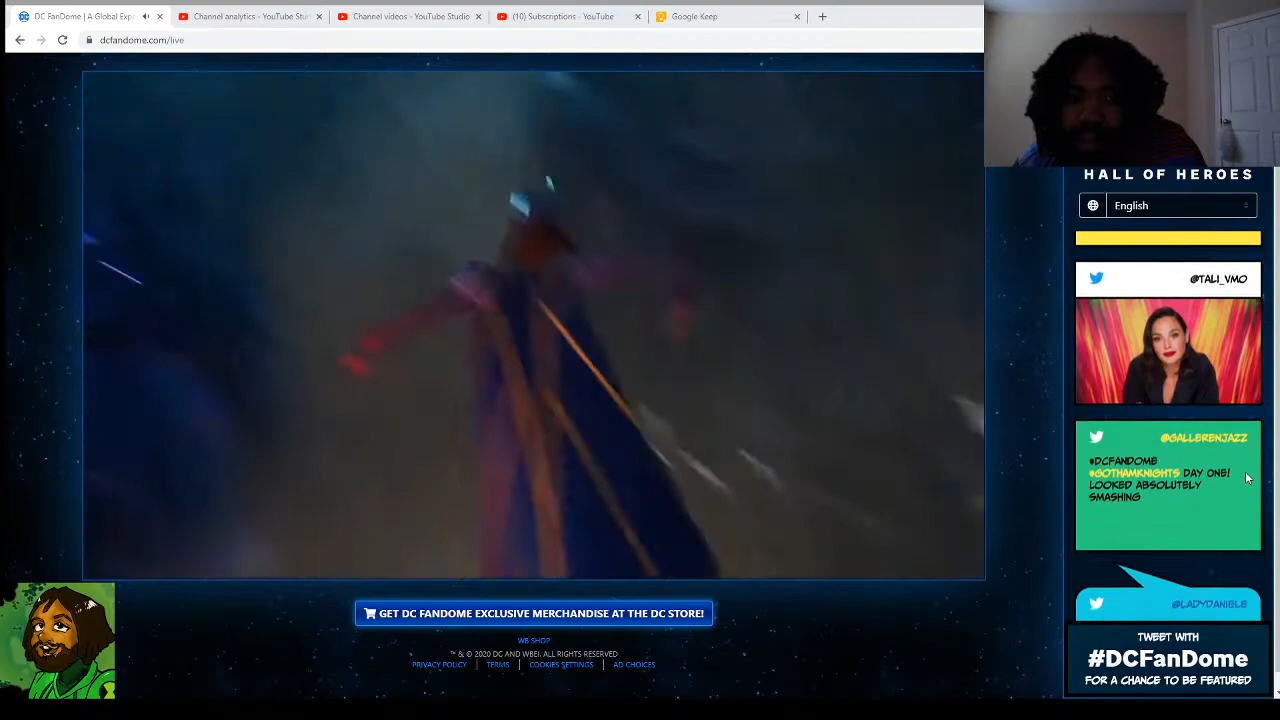 DC FanDome | A Global Exp
Channel analytics - YouTube Stu
Channel videos - YouTube Studio
(10) Subscriptions - YouTube
Google Keep
dcfandome.com/live
HALL OF HEROES
English
@TALI_VMO
@GALLERENJAZZ
#DCFANDOME
#GOTHAMKNIGHTS DAY ONE!
LOOKED ABSOLUTELY
SMASHING
@LADYDANIELE
TWEET WITH
#DCFanDome
FOR A CHANCE TO BE FEATURED
GET DC FANDOME EXCLUSIVE MERCHANDISE AT THE DC STORE!
WB SHOP
™ & © 2020 DC AND WBEI. ALL RIGHTS RESERVED
PRIVACY POLICY | TERMS | COOKIES SETTINGS | AD CHOICES